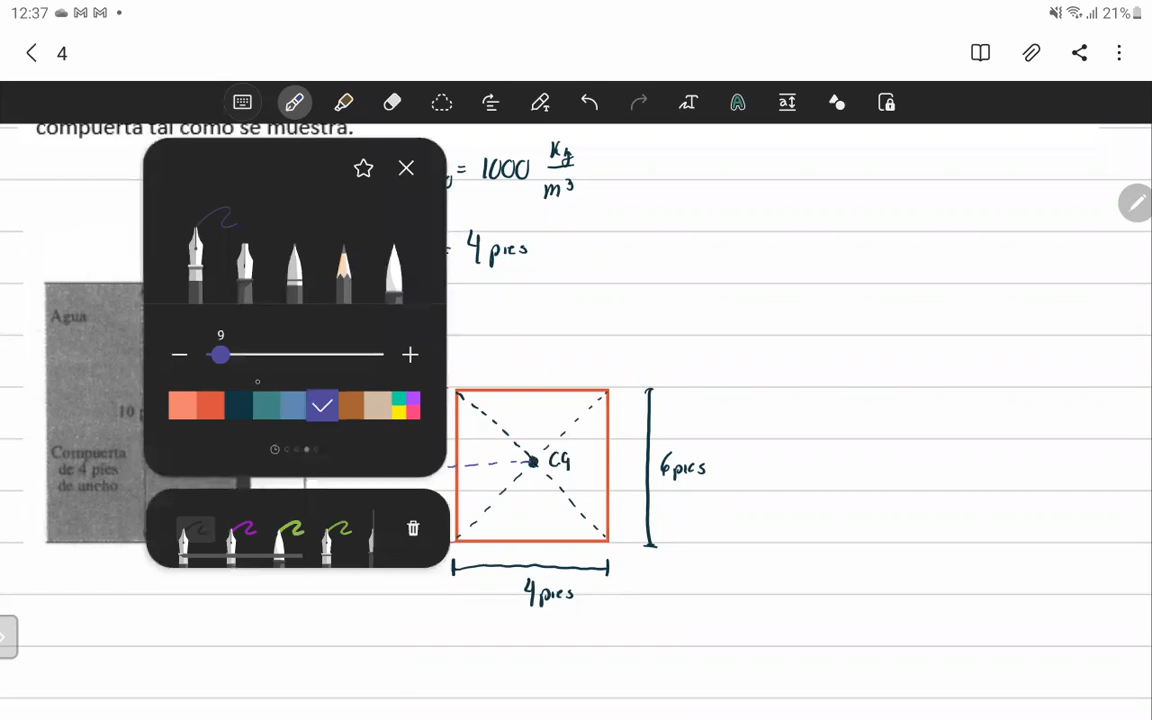 12:37 21%
4
compuerta tal como se muestra.
= 1000 Kg
m³
= 4 pies
Agua
9
10 p
Compuerta
de 4 pies
de ancho
CG
6 pies
4 pies